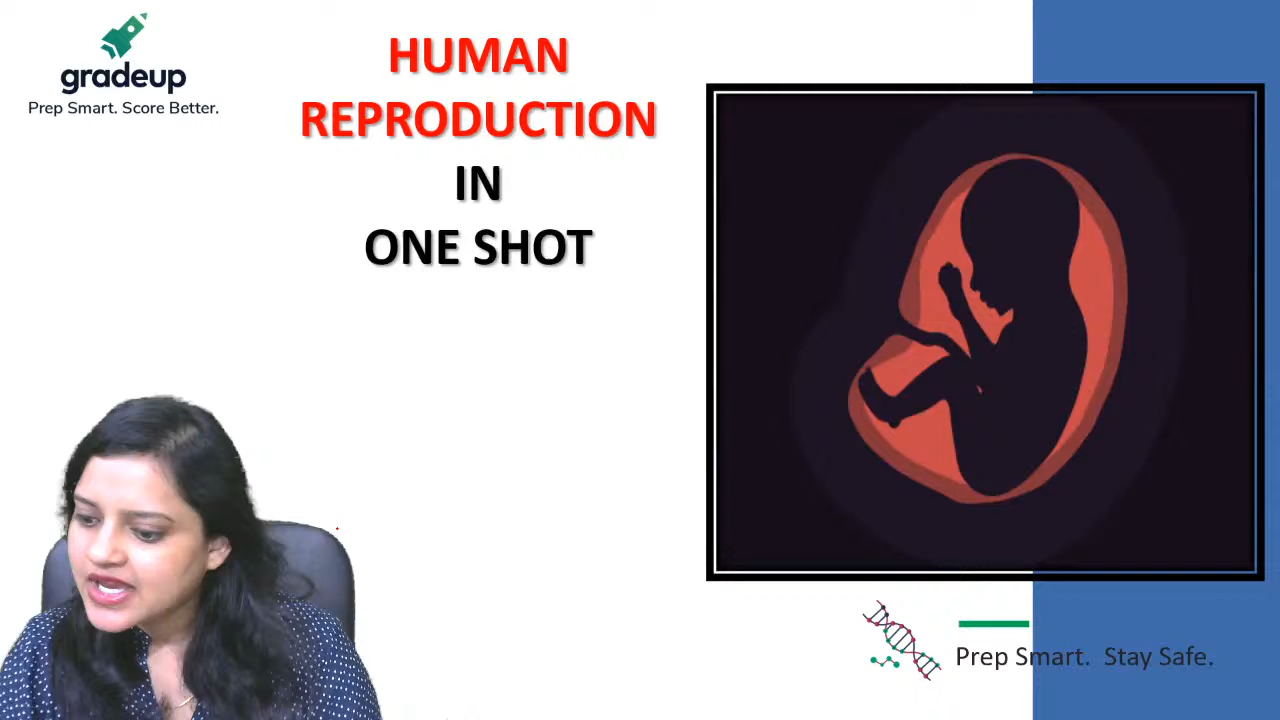 gradeup
Prep Smart. Score Better.
HUMAN
REPRODUCTION
IN
ONE SHOT
Prep Smart. Stay Safe.